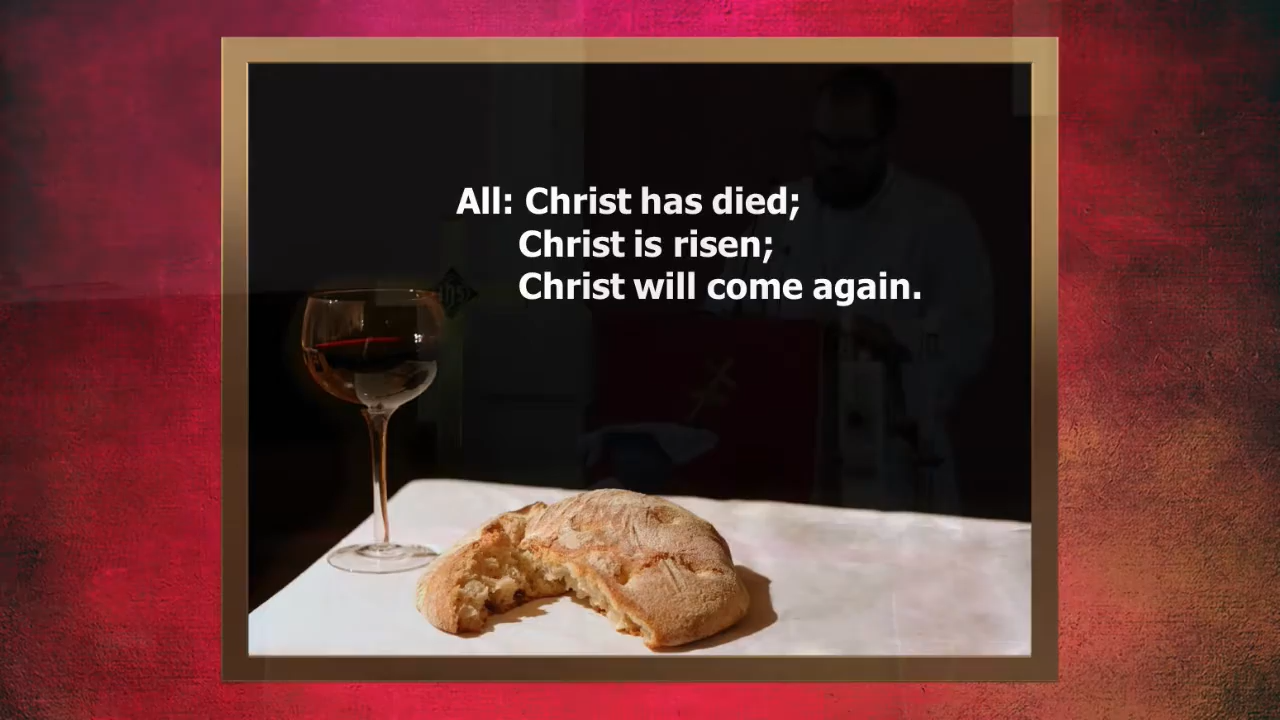 All: Christ has died;
Christ is risen;
Christ will come again.